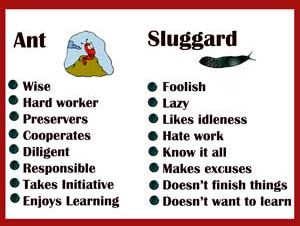 Ant
Sluggard
Wise
Hard worker
Preservers
Cooperates
Diligent
Responsible
Takes Initiative
Enjoys Learning
Foolish
Lazy
Likes idleness
Hate work
Know it all
Makes excuses
Doesn't finish things
Doesn't want to learn